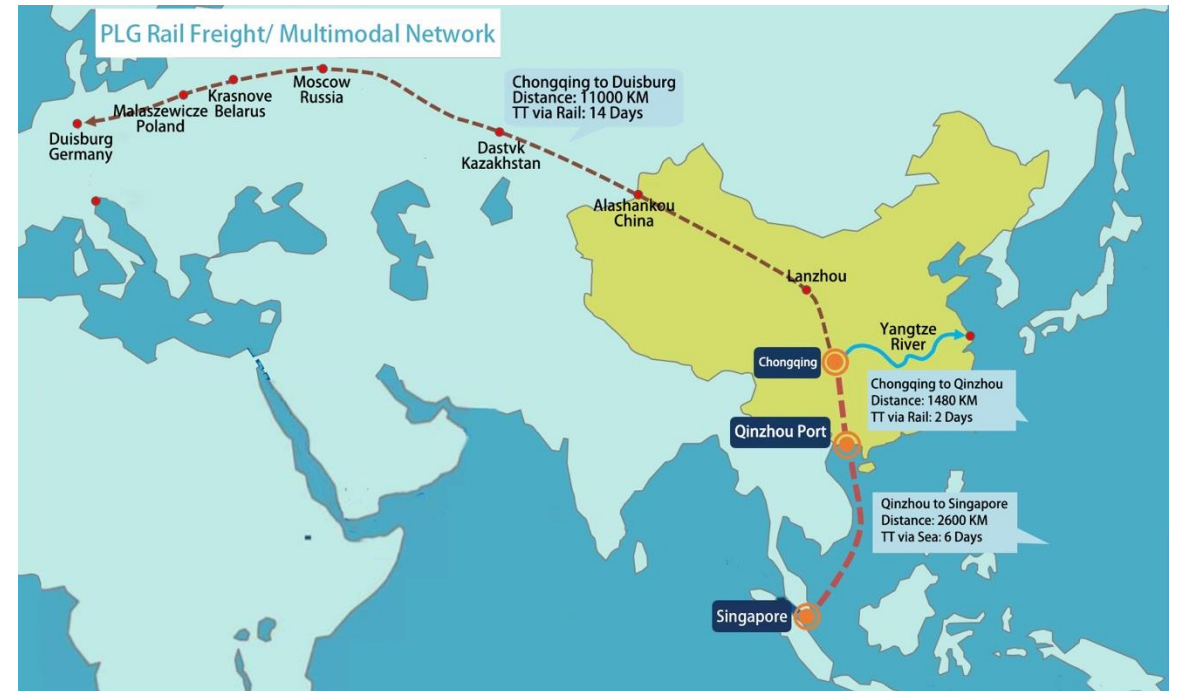 PLG Rail Freight/ Multimodal Network
Chongqing to Duisburg
Distance: 11000 KM
TT via Rail: 14 Days
Moscow
Russia
Krasnove
Belarus
Malaszewicze
Poland
Duisburg
Germany
Dastvk
Kazakhstan
Alashankou
China
Lanzhou
Yangtze
River
Chongqing
Chongqing to Qinzhou
Distance: 1480 KM
TT via Rail: 2 Days
Qinzhou Port
Qinzhou to Singapore
Distance: 2600 KM
TT via Sea: 6 Days
Singapore